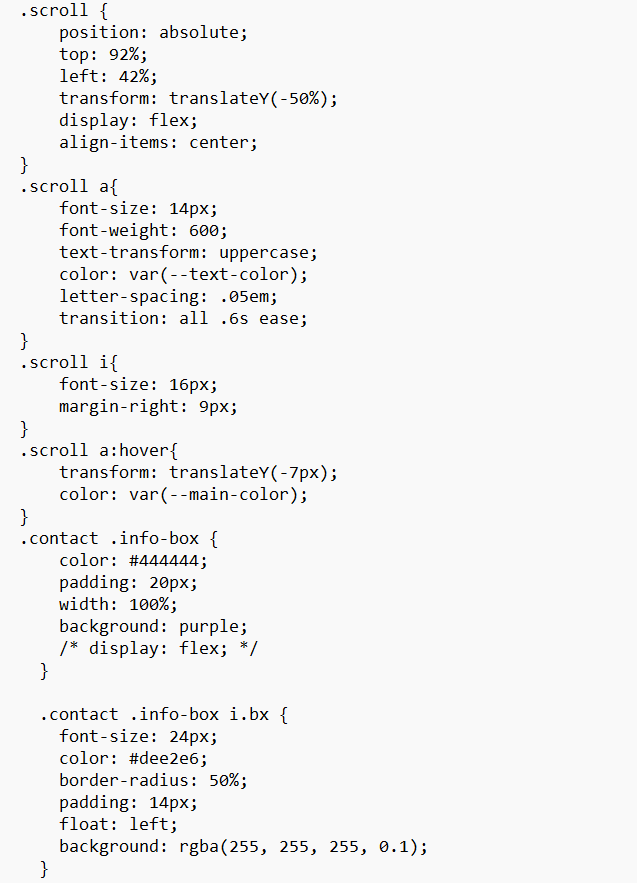 .scroll {
    position: absolute;
    top: 92%;
    left: 42%;
    transform: translateY(-50%);
    display: flex;
    align-items: center;
}
.scroll a{
    font-size: 14px;
    font-weight: 600;
    text-transform: uppercase;
    color: var(--text-color);
    letter-spacing: .05em;
    transition: all .6s ease;
}
.scroll i{
    font-size: 16px;
    margin-right: 9px;
}
.scroll a:hover{
    transform: translateY(-7px);
    color: var(--main-color);
}
.contact .info-box {
    color: #444444;
    padding: 20px;
    width: 100%;
    background: purple;
    /* display: flex; */
  }

  .contact .info-box i.bx {
    font-size: 24px;
    color: #dee2e6;
    border-radius: 50%;
    padding: 14px;
    float: left;
    background: rgba(255, 255, 255, 0.1);
  }